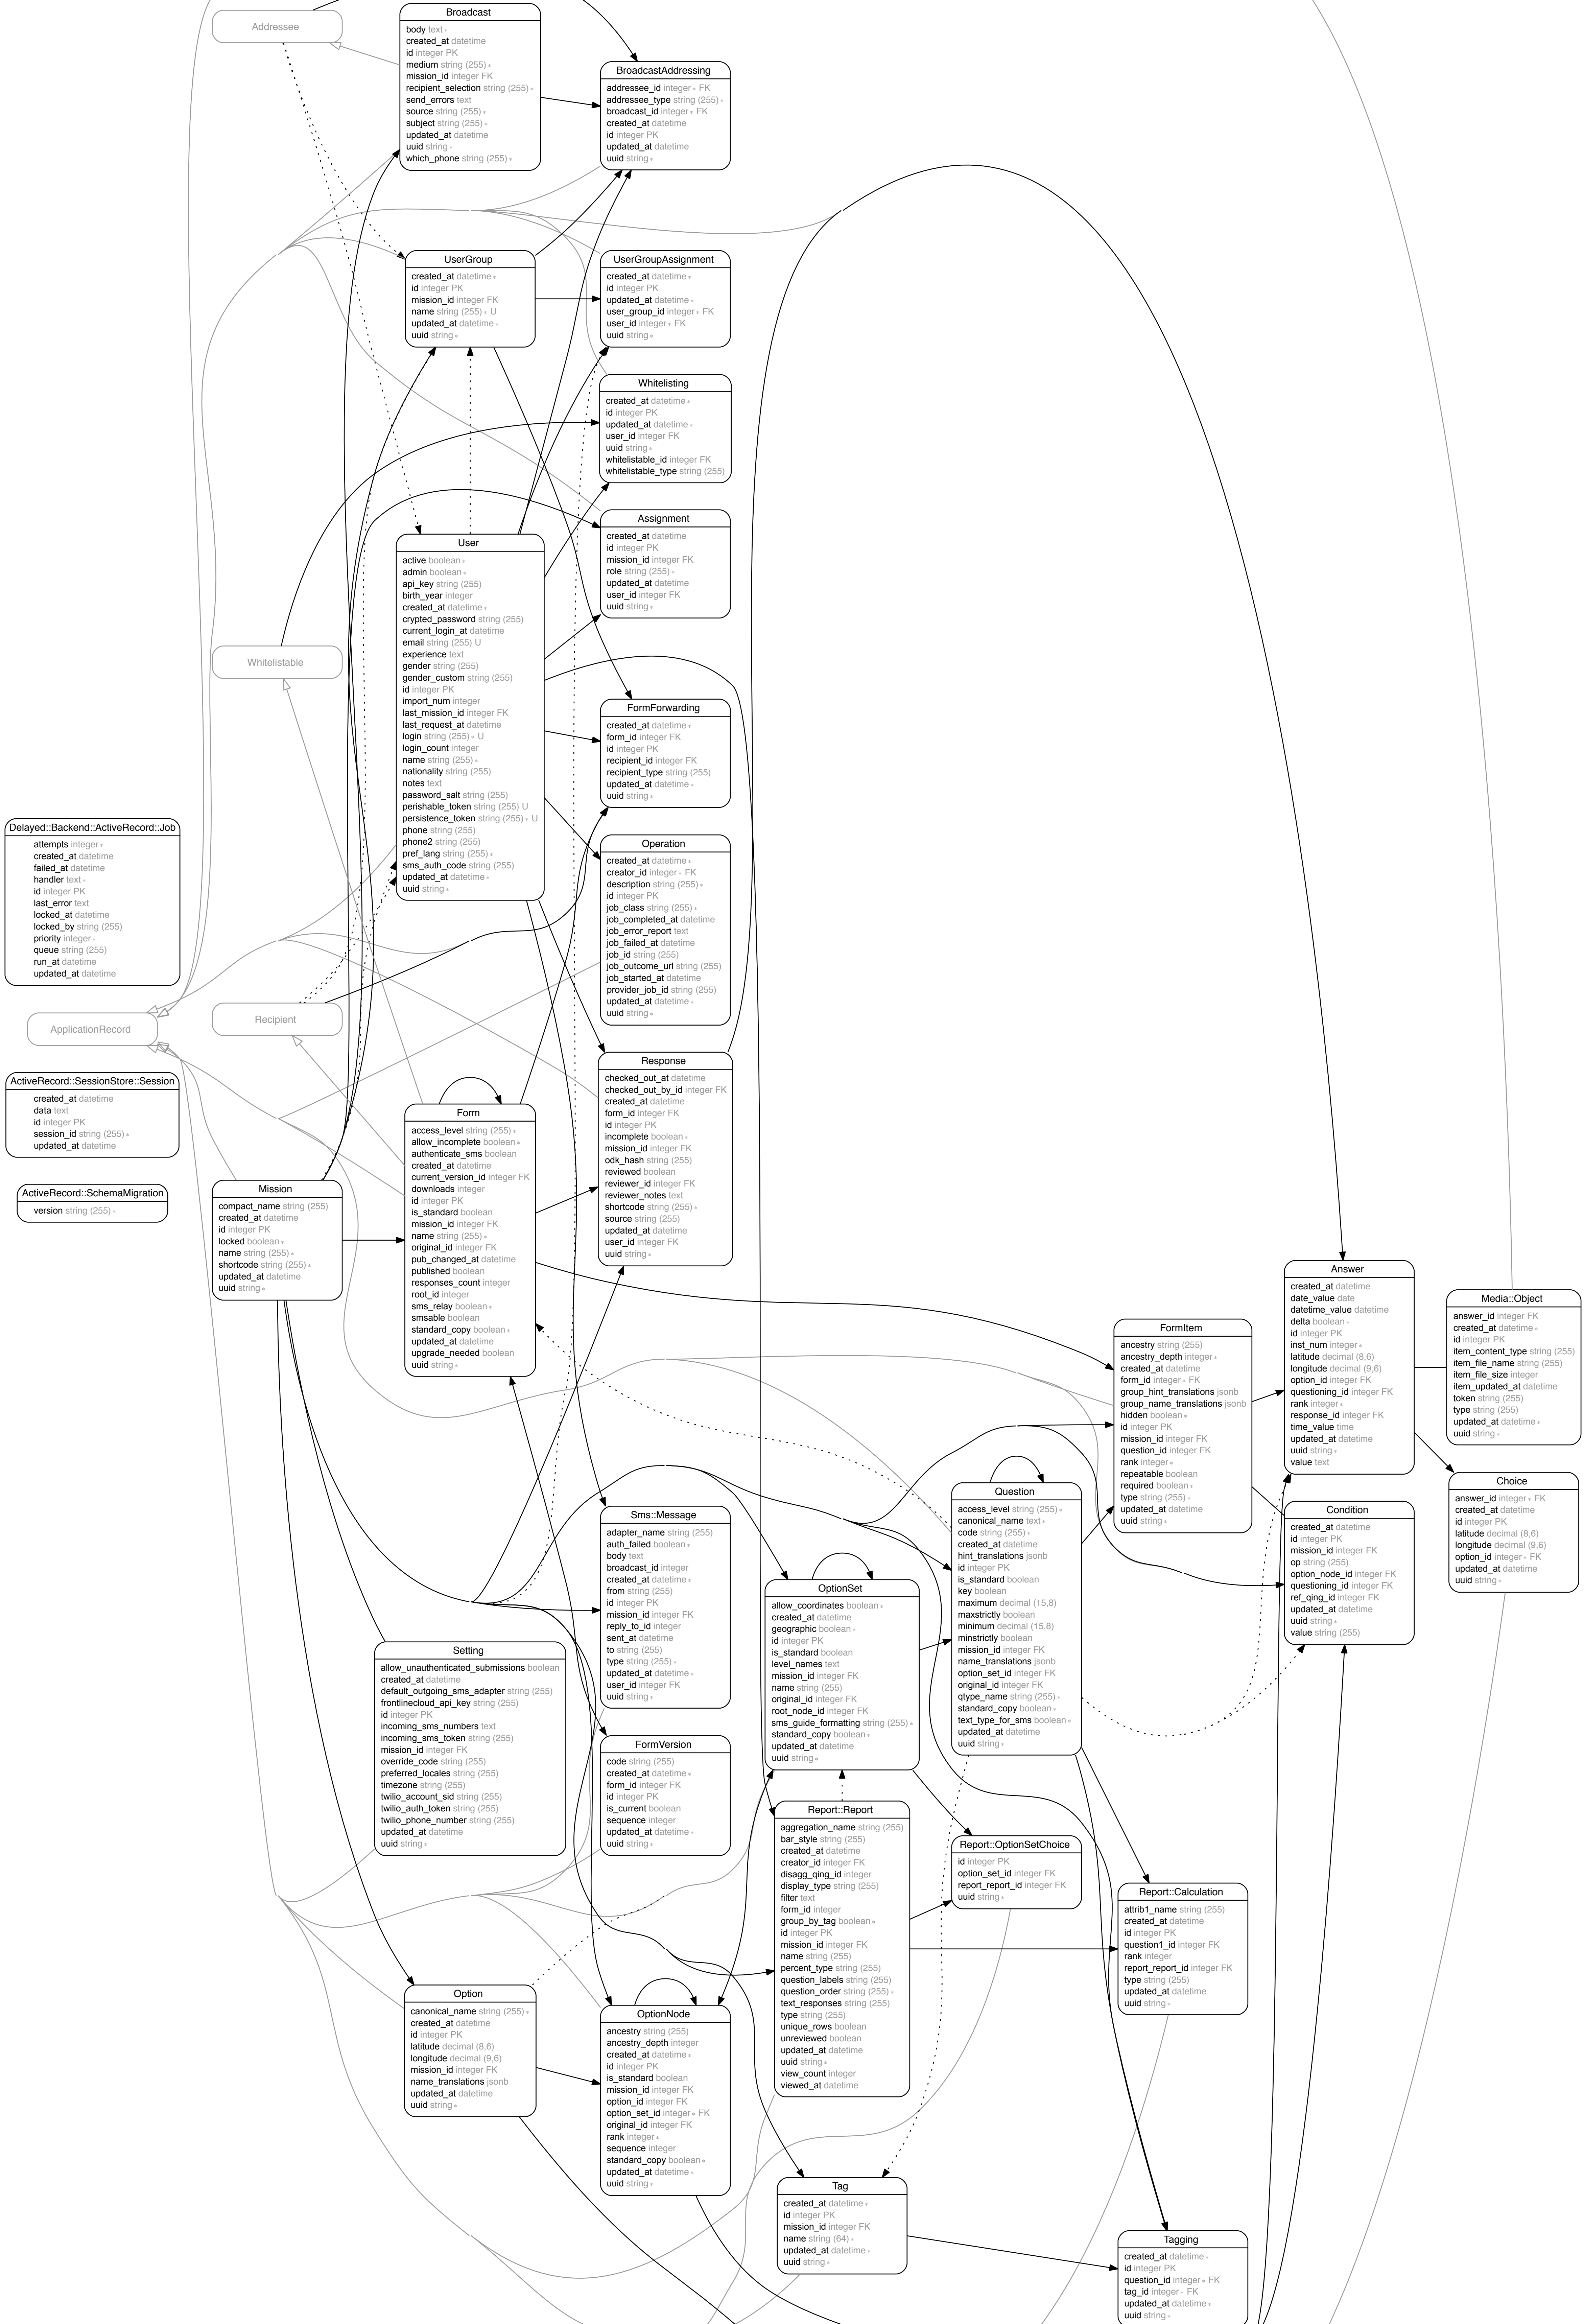 Addressee
Broadcast
body text ∗
created_at datetime
id integer PK
medium string (255) ∗
mission_id integer FK
recipient_selection string (255) ∗
send_errors text
source string (255) ∗
subject string (255) ∗
updated_at datetime
uuid string ∗
which_phone string (255) ∗
BroadcastAddressing
addressee_id integer ∗ FK
addressee_type string (255) ∗
broadcast_id integer ∗ FK
created_at datetime
id integer PK
updated_at datetime
uuid string ∗
UserGroup
created_at datetime ∗
id integer PK
mission_id integer FK
name string (255) ∗ U
updated_at datetime ∗
uuid string ∗
UserGroupAssignment
created_at datetime ∗
id integer PK
updated_at datetime ∗
user_group_id integer ∗ FK
user_id integer ∗ FK
uuid string ∗
Whitelisting
created_at datetime ∗
id integer PK
updated_at datetime ∗
user_id integer FK
uuid string ∗
whitelistable_id integer FK
whitelistable_type string (255)
Assignment
created_at datetime
id integer PK
mission_id integer FK
role string (255) ∗
updated_at datetime
user_id integer FK
uuid string ∗
User
active boolean ∗
admin boolean ∗
api_key string (255)
birth_year integer
created_at datetime ∗
crypted_password string (255)
current_login_at datetime
email string (255) U
experience text
gender string (255)
gender_custom string (255)
id integer PK
import_num integer
last_mission_id integer FK
last_request_at datetime
login string (255) ∗ U
login_count integer
name string (255) ∗
nationality string (255)
notes text
password_salt string (255)
perishable_token string (255) U
persistence_token string (255) ∗ U
phone string (255)
phone2 string (255)
pref_lang string (255) ∗
sms_auth_code string (255)
updated_at datetime ∗
uuid string ∗
Whitelistable
FormForwarding
created_at datetime ∗
form_id integer FK
id integer PK
recipient_id integer FK
recipient_type string (255)
updated_at datetime ∗
uuid string ∗
Delayed::Backend::ActiveRecord::Job
attempts integer ∗
created_at datetime
failed_at datetime
handler text ∗
id integer PK
last_error text
locked_at datetime
locked_by string (255)
priority integer ∗
queue string (255)
run_at datetime
updated_at datetime
Operation
created_at datetime ∗
creator_id integer ∗ FK
description string (255) ∗
id integer PK
job_class string (255) ∗
job_completed_at datetime
job_error_report text
job_failed_at datetime
job_id string (255)
job_outcome_url string (255)
job_started_at datetime
provider_job_id string (255)
updated_at datetime ∗
uuid string ∗
ApplicationRecord
Recipient
ActiveRecord::SessionStore::Session
created_at datetime
data text
id integer PK
session_id string (255) ∗
updated_at datetime
Response
checked_out_at datetime
checked_out_by_id integer FK
created_at datetime
form_id integer FK
id integer PK
incomplete boolean ∗
mission_id integer FK
odk_hash string (255)
reviewed boolean
reviewer_id integer FK
reviewer_notes text
shortcode string (255) ∗
source string (255)
updated_at datetime
user_id integer FK
uuid string ∗
Form
access_level string (255) ∗
allow_incomplete boolean ∗
authenticate_sms boolean
created_at datetime
current_version_id integer FK
downloads integer
id integer PK
is_standard boolean
mission_id integer FK
name string (255) ∗
original_id integer FK
pub_changed_at datetime
published boolean
responses_count integer
root_id integer
sms_relay boolean ∗
smsable boolean
standard_copy boolean ∗
updated_at datetime
upgrade_needed boolean
uuid string ∗
ActiveRecord::SchemaMigration
version string (255) ∗
Mission
compact_name string (255)
created_at datetime
id integer PK
locked boolean ∗
name string (255) ∗
shortcode string (255) ∗
updated_at datetime
uuid string ∗
Answer
created_at datetime
date_value date
datetime_value datetime
delta boolean ∗
id integer PK
inst_num integer ∗
latitude decimal (8,6)
longitude decimal (9,6)
option_id integer FK
questioning_id integer FK
rank integer ∗
response_id integer FK
time_value time
updated_at datetime
uuid string ∗
value text
Media::Object
answer_id integer FK
created_at datetime ∗
id integer PK
item_content_type string (255)
item_file_name string (255)
item_file_size integer
item_updated_at datetime
token string (255)
type string (255)
updated_at datetime ∗
uuid string ∗
FormItem
ancestry string (255)
ancestry_depth integer ∗
created_at datetime
form_id integer ∗ FK
group_hint_translations jsonb
group_name_translations jsonb
hidden boolean ∗
id integer PK
mission_id integer FK
question_id integer FK
rank integer ∗
repeatable boolean
required boolean ∗
type string (255) ∗
updated_at datetime
uuid string ∗
Choice
answer_id integer ∗ FK
created_at datetime
id integer PK
latitude decimal (8,6)
longitude decimal (9,6)
option_id integer ∗ FK
updated_at datetime
uuid string ∗
Question
access_level string (255) ∗
canonical_name text ∗
code string (255) ∗
created_at datetime
hint_translations jsonb
id integer PK
is_standard boolean
key boolean
maximum decimal (15,8)
maxstrictly boolean
minimum decimal (15,8)
minstrictly boolean
mission_id integer FK
name_translations jsonb
option_set_id integer FK
original_id integer FK
qtype_name string (255) ∗
standard_copy boolean ∗
text_type_for_sms boolean ∗
updated_at datetime
uuid string ∗
Condition
created_at datetime
id integer PK
mission_id integer FK
op string (255)
option_node_id integer FK
questioning_id integer FK
ref_qing_id integer FK
updated_at datetime
uuid string ∗
value string (255)
Sms::Message
adapter_name string (255)
auth_failed boolean ∗
body text
broadcast_id integer
created_at datetime ∗
from string (255)
id integer PK
mission_id integer FK
reply_to_id integer
sent_at datetime
to string (255)
type string (255) ∗
updated_at datetime ∗
user_id integer FK
uuid string ∗
OptionSet
allow_coordinates boolean ∗
created_at datetime
geographic boolean ∗
id integer PK
is_standard boolean
level_names text
mission_id integer FK
name string (255)
original_id integer FK
root_node_id integer FK
sms_guide_formatting string (255) ∗
standard_copy boolean ∗
updated_at datetime
uuid string ∗
Setting
allow_unauthenticated_submissions boolean
created_at datetime
default_outgoing_sms_adapter string (255)
frontlinecloud_api_key string (255)
id integer PK
incoming_sms_numbers text
incoming_sms_token string (255)
mission_id integer FK
override_code string (255)
preferred_locales string (255)
timezone string (255)
twilio_account_sid string (255)
twilio_auth_token string (255)
twilio_phone_number string (255)
updated_at datetime
uuid string ∗
FormVersion
code string (255)
created_at datetime ∗
form_id integer FK
id integer PK
is_current boolean
sequence integer
updated_at datetime ∗
uuid string ∗
Report::Report
aggregation_name string (255)
bar_style string (255)
created_at datetime
creator_id integer FK
disagg_qing_id integer
display_type string (255)
filter text
form_id integer
group_by_tag boolean ∗
id integer PK
mission_id integer FK
name string (255)
percent_type string (255)
question_labels string (255)
question_order string (255) ∗
text_responses string (255)
type string (255)
unique_rows boolean
unreviewed boolean
updated_at datetime
uuid string ∗
view_count integer
viewed_at datetime
Report::OptionSetChoice
id integer PK
option_set_id integer FK
report_report_id integer FK
uuid string ∗
Report::Calculation
attrib1_name string (255)
created_at datetime
id integer PK
question1_id integer FK
rank integer
report_report_id integer FK
type string (255)
updated_at datetime
uuid string ∗
Option
canonical_name string (255) ∗
created_at datetime
id integer PK
latitude decimal (8,6)
longitude decimal (9,6)
mission_id integer FK
name_translations jsonb
updated_at datetime
uuid string ∗
OptionNode
ancestry string (255)
ancestry_depth integer
created_at datetime ∗
id integer PK
is_standard boolean
mission_id integer FK
option_id integer FK
option_set_id integer ∗ FK
original_id integer FK
rank integer ∗
sequence integer
standard_copy boolean ∗
updated_at datetime ∗
uuid string ∗
Tag
created_at datetime ∗
id integer PK
mission_id integer FK
name string (64) ∗
updated_at datetime ∗
uuid string ∗
Tagging
created_at datetime ∗
id integer PK
question_id integer ∗ FK
tag_id integer ∗ FK
updated_at datetime ∗
uuid string ∗